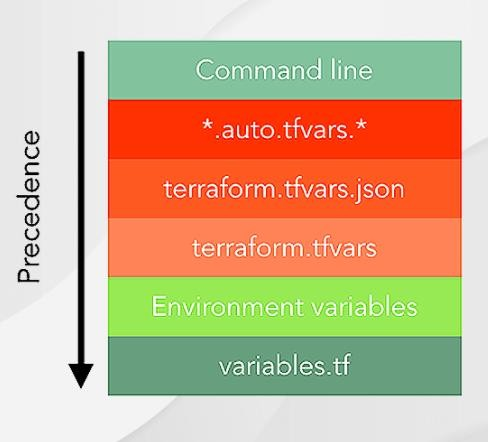 Precedence
Command line
*.auto.tfvars.*
terraform.tfvars.json
terraform.tfvars
Environment variables
variables.tf